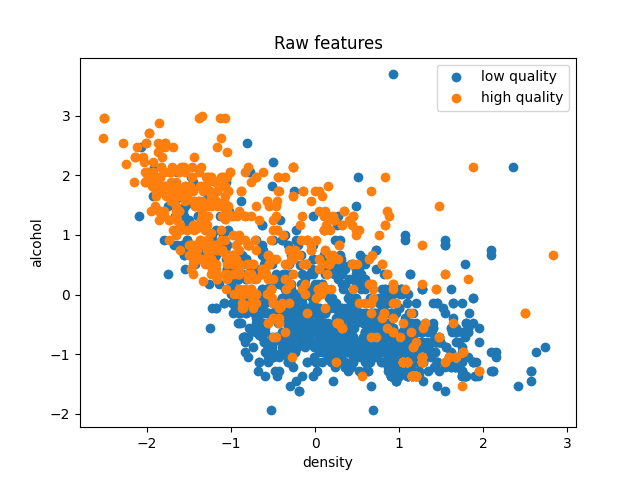 Raw features
low quality
high quality
3
2
1
0
−1
−2
alcohol
−2
−1
0
1
2
3
density